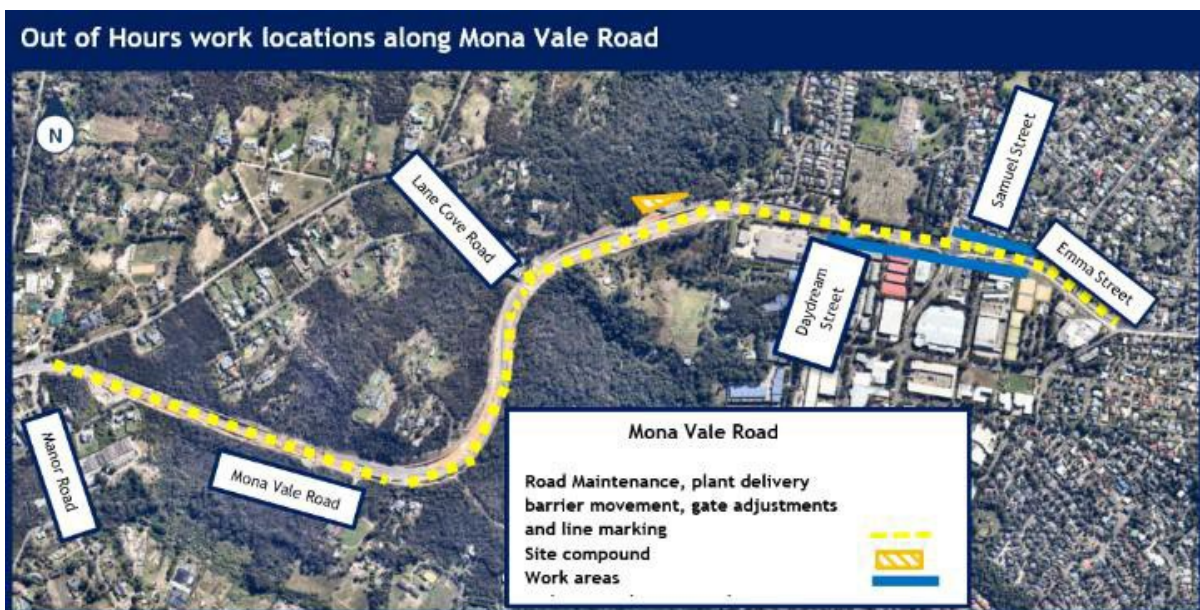 Out of Hours work locations along Mona Vale Road
N
Samuel Street
Lane Cove Road
Emma Street
Daydream
Street
Manor Road
Mona Vale Road
Mona Vale Road
Road Maintenance, plant delivery
barrier movement, gate adjustments
and line marking
Site compound
Work areas